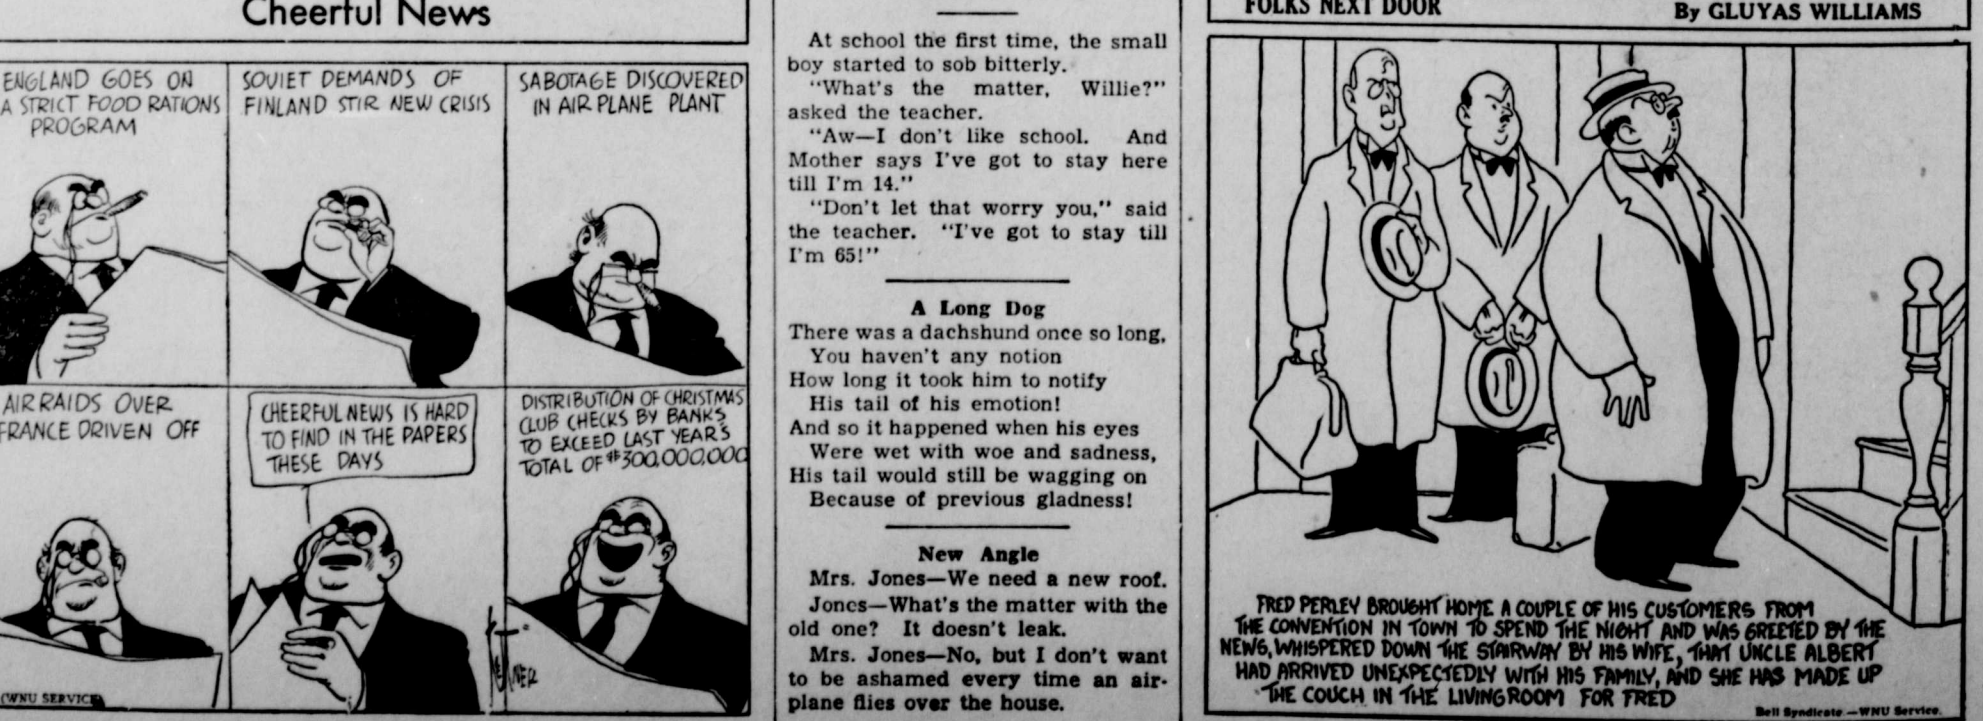 Cheerful News
ENGLAND GOES ON
A STRICT FOOD RATIONS
PROGRAM
SOVIET DEMANDS OF
FINLAND STIR NEW CRISIS
SABOTAGE DISCOVERED
IN AIR PLANE PLANT
AIR RAIDS OVER
FRANCE DRIVEN OFF
CHEERFUL NEWS IS HARD
TO FIND IN THE PAPERS
THESE DAYS
DISTRIBUTION OF CHRISTMAS
CLUB CHECKS BY BANKS
TO EXCEED LAST YEAR'S
TOTAL OF $300,000,000
(WNU SERVICE)
At school the first time, the small
boy started to sob bitterly.
"What's the matter, Willie?"
asked the teacher.
"Aw—I don't like school. And
Mother says I've got to stay here
till I'm 14."
"Don't let that worry you," said
the teacher. "I've got to stay till
I'm 65!"
A Long Dog
There was a dachshund once so long,
You haven't any notion
How long it took him to notify
His tail of his emotion!
And so it happened when his eyes
Were wet with woe and sadness,
His tail would still be wagging on
Because of previous gladness!
New Angle
Mrs. Jones—We need a new roof.
Jones—What's the matter with the
old one? It doesn't leak.
Mrs. Jones—No, but I don't want
to be ashamed every time an air-
plane flies over the house.
FOLKS NEXT DOOR
By GLUYAS WILLIAMS
FRED PERLEY BROUGHT HOME A COUPLE OF HIS CUSTOMERS FROM
THE CONVENTION IN TOWN TO SPEND THE NIGHT AND WAS GREETED BY THE
NEWS, WHISPERED DOWN THE STAIRWAY BY HIS WIFE, THAT UNCLE ALBERT
HAD ARRIVED UNEXPECTEDLY WITH HIS FAMILY, AND SHE HAS MADE UP
THE COUCH IN THE LIVINGROOM FOR FRED
Bell Syndicate.—WNU Service.